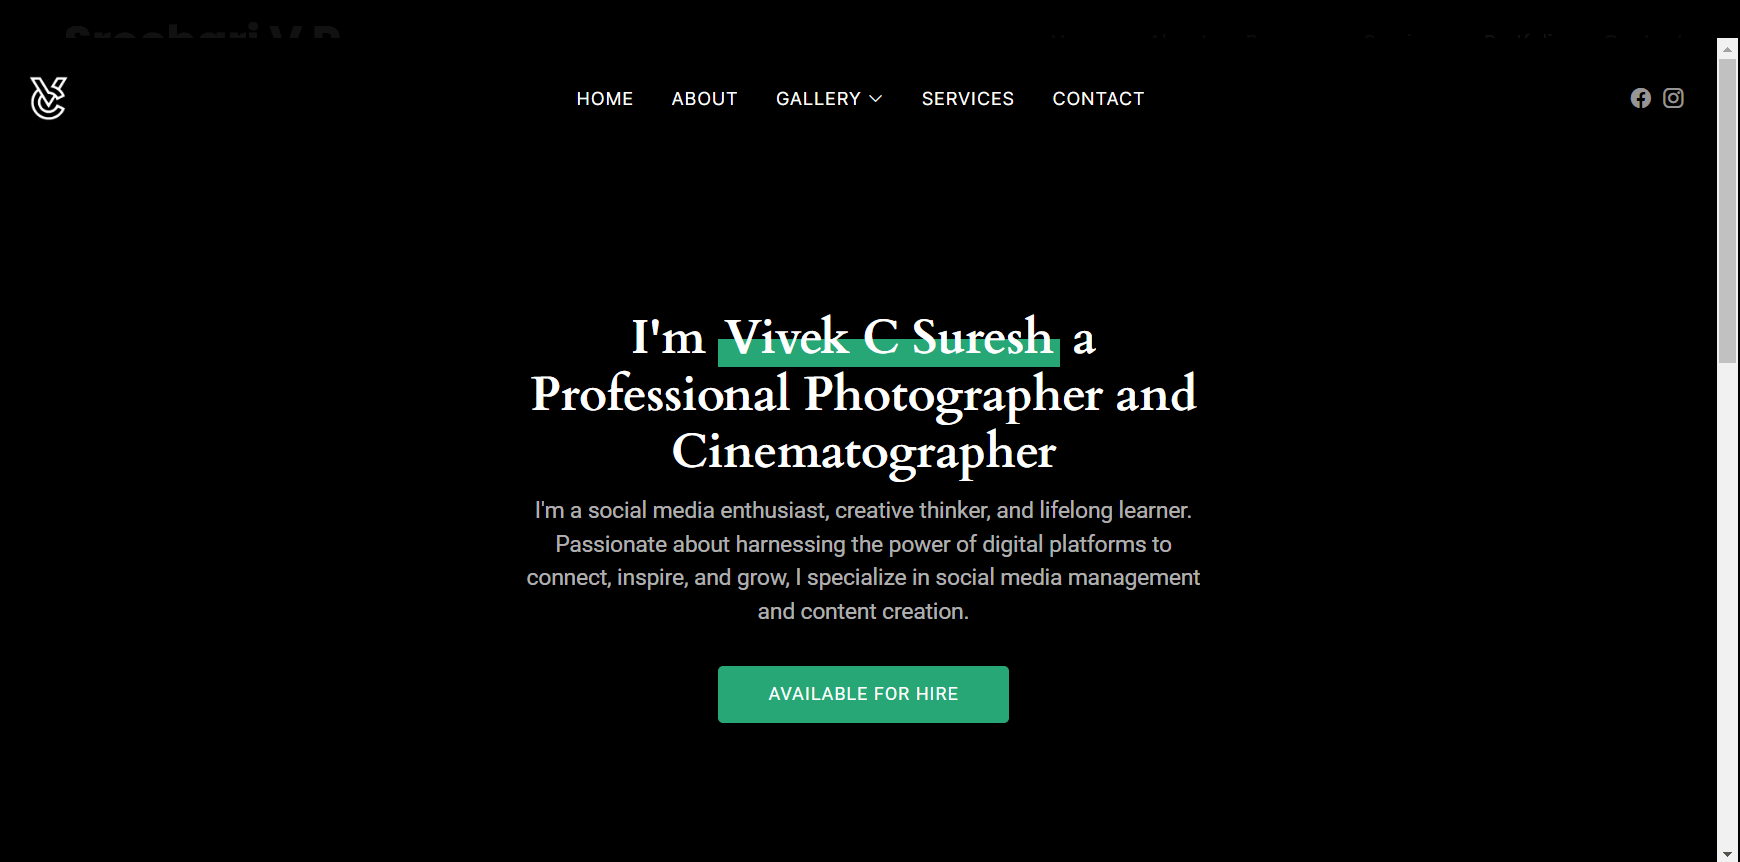 HOME ABOUT GALLERY SERVICES CONTACT
I'm Vivek C Suresh a
Professional Photographer and
Cinematographer
I'm a social media enthusiast, creative thinker, and lifelong learner.
Passionate about harnessing the power of digital platforms to
connect, inspire, and grow, I specialize in social media management
and content creation.
AVAILABLE FOR HIRE